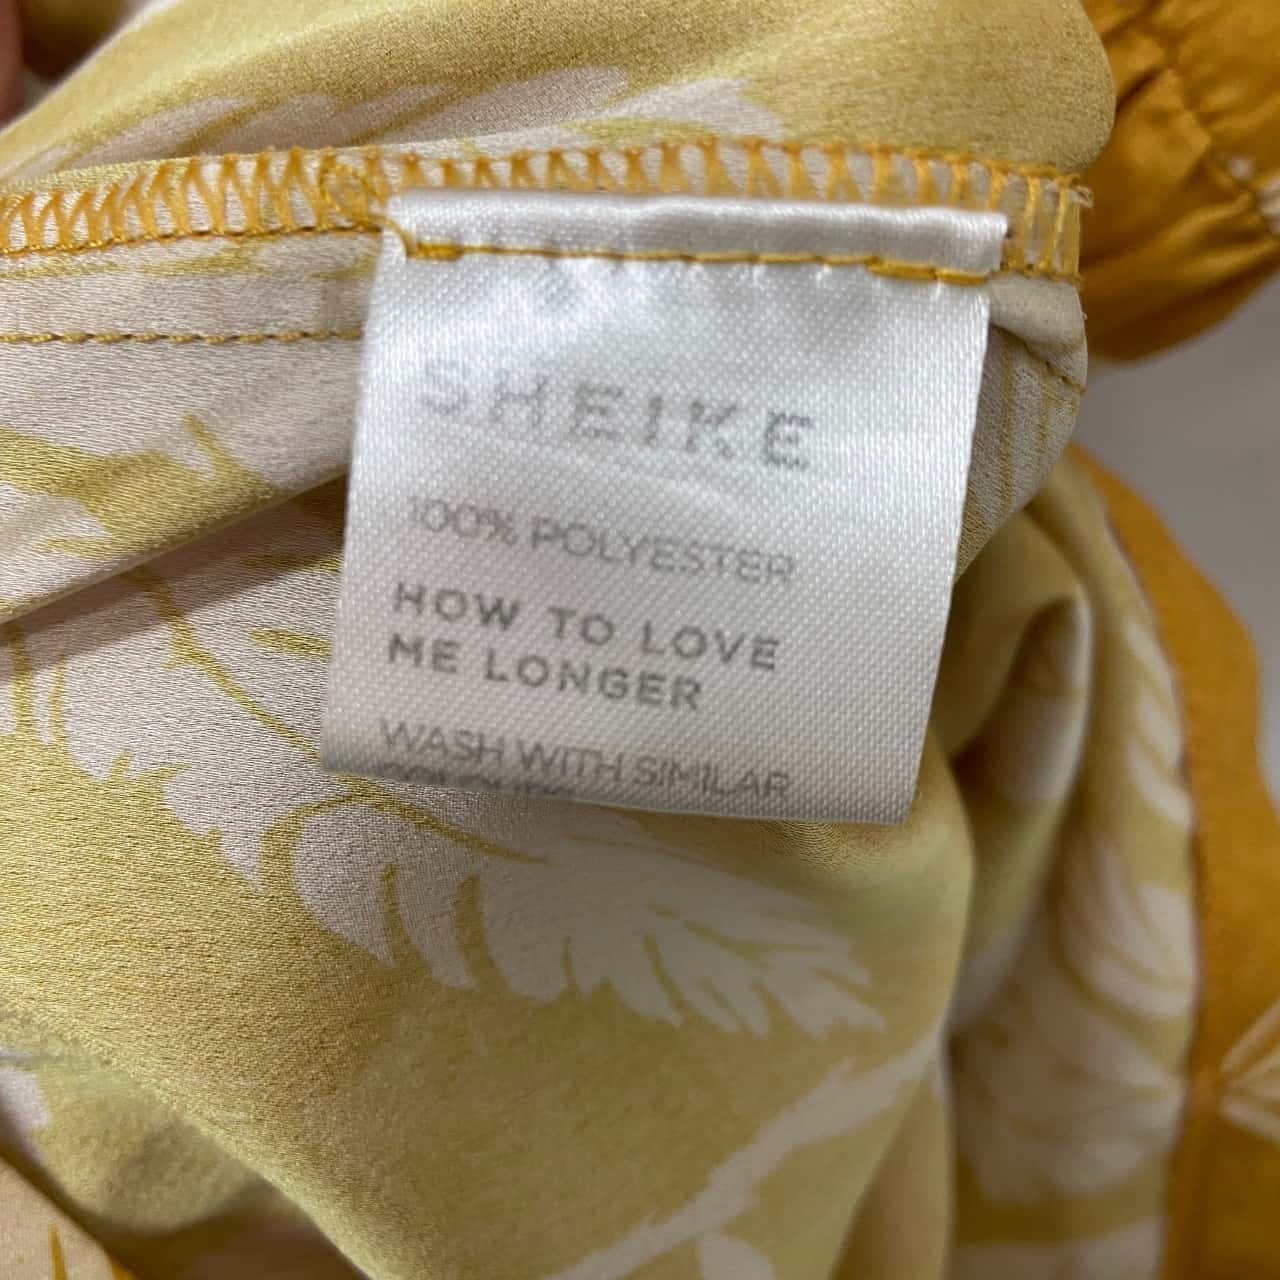 SHEIKE
100% POLYESTER
HOW TO LOVE
ME LONGER
WASH WITH SIMILAR